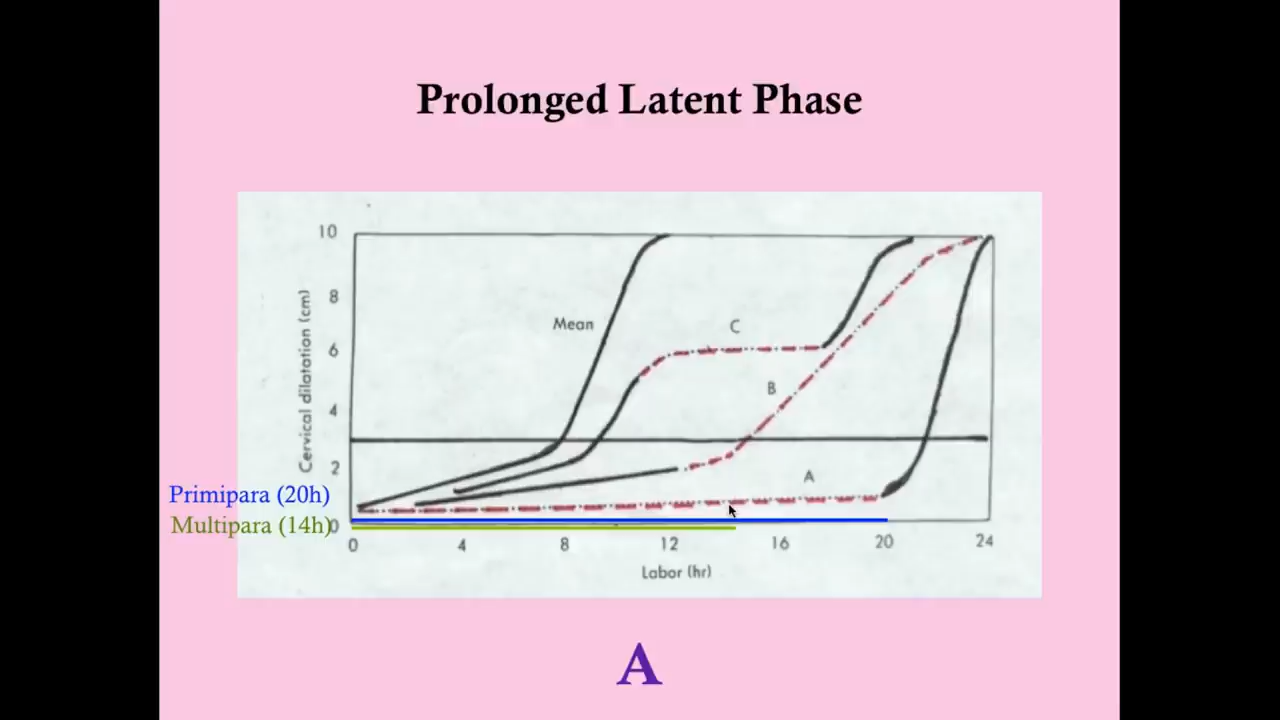 Prolonged Latent Phase
10
8
6
4
2
0
Cervical dilatation (cm)
Mean
C
B
A
Primipara (20h)
Multipara (14h)
0 4 8 12 16 20 24
Labor (hr)
A